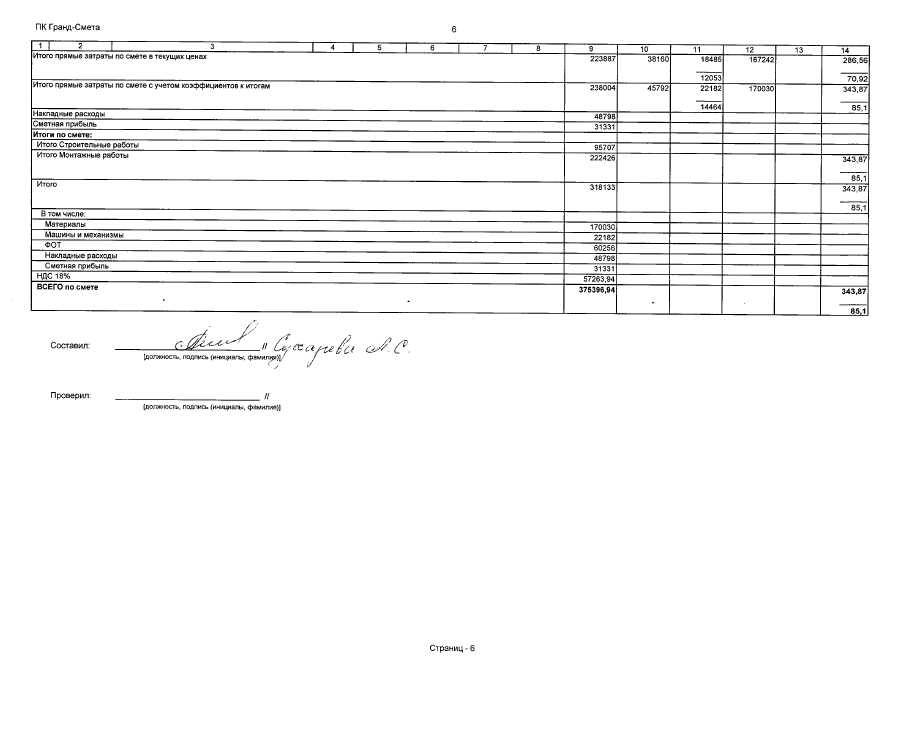 ПК Гранд-Смета
6
1 2 3 4 5 6 7 8 9 10 11 12 13 14
Итого прямые затраты по смете в текущих ценах 223887 38160 18485 167242 286,56
12053 70,92
Итого прямые затраты по смете с учетом коэффициентов к итогам 238004 45792 22182 170030 343,87
14464 85,1
Накладные расходы 48798
Сметная прибыль 31331
Итоги по смете:
Итого Строительные работы 95707
Итого Монтажные работы 222426 343,87
85,1
Итого 318133 343,87
85,1
В том числе:
Материалы 170030
Машины и механизмы 22182
ФОТ 60256
Накладные расходы 48798
Сметная прибыль 31331
НДС 18% 57263,94
ВСЕГО по смете 375396,94 343,87
85,1
Составил: // Сухарева А.С.
[должность, подпись (инициалы, фамилия)]
Проверил: //
[должность, подпись (инициалы, фамилия)]
Страниц - 6